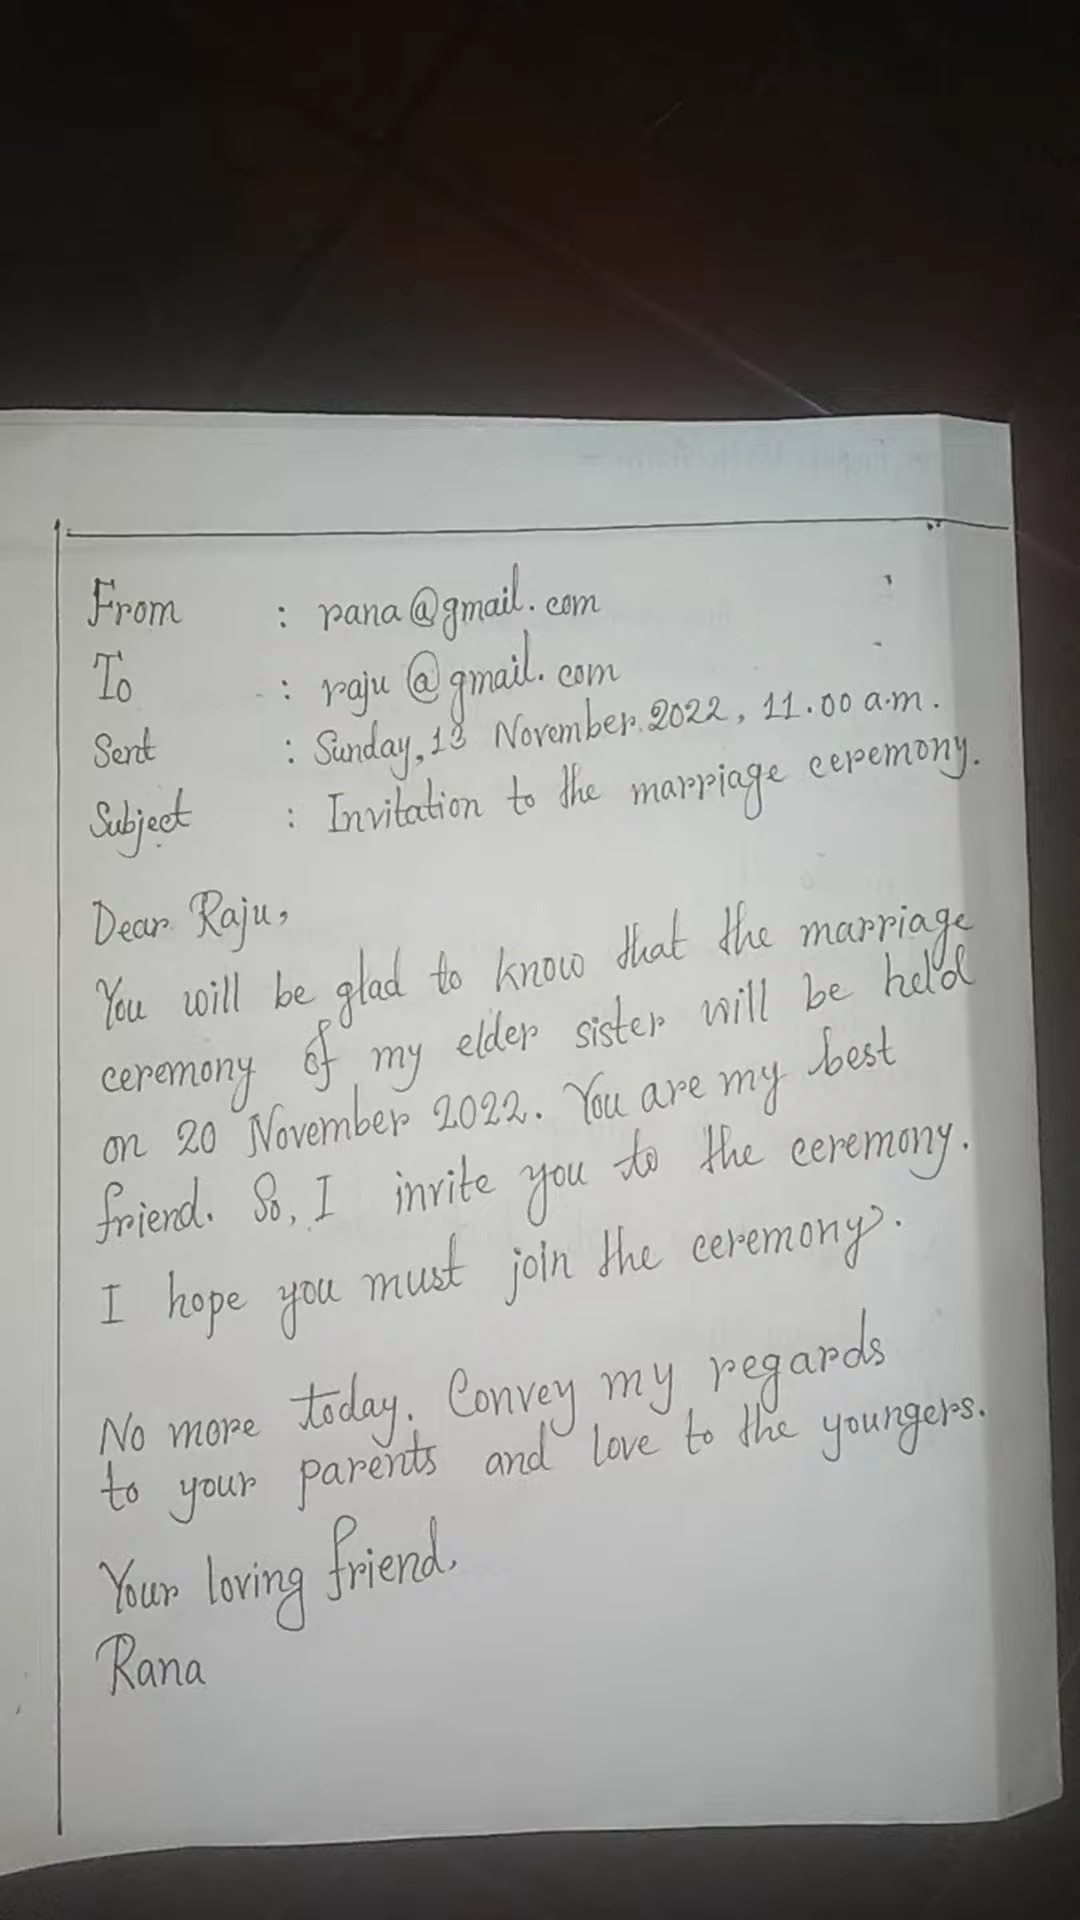 From : rana@gmail.com
To : raju@gmail.com
Sent : Sunday, 13 November 2022, 11.00 a.m.
Subject : Invitation to the marriage ceremony.
Dear Raju,
You will be glad to know that the marriage
ceremony of my elder sister will be held
on 20 November 2022. You are my best
friend. So, I invite you to the ceremony.
I hope you must join the ceremony.
No more today. Convey my regards
to your parents and love to the youngers.
Your loving friend,
Rana